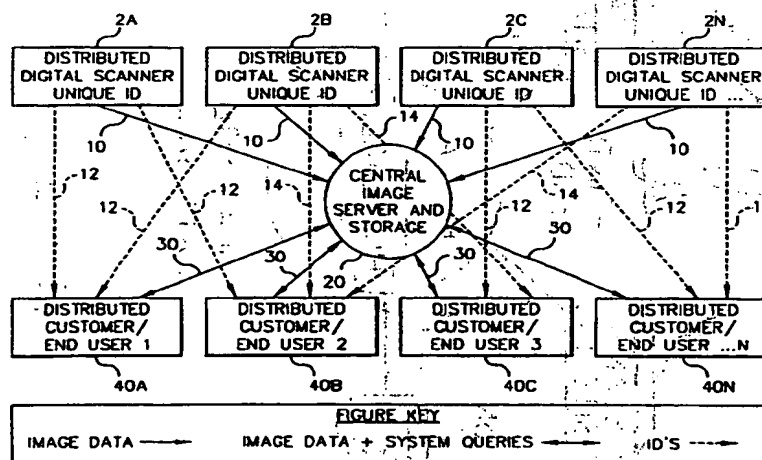 2A 2B 2C 2N
DISTRIBUTED DIGITAL SCANNER UNIQUE ID
DISTRIBUTED DIGITAL SCANNER UNIQUE ID
DISTRIBUTED DIGITAL SCANNER UNIQUE ID
DISTRIBUTED DIGITAL SCANNER UNIQUE ID ...
10 10 14 10 10
12 12 12 14 12 14 12
CENTRAL
IMAGE
SERVER AND
STORAGE
30 30 20 30 30
DISTRIBUTED CUSTOMER/ END USER 1
DISTRIBUTED CUSTOMER/ END USER 2
DISTRIBUTED CUSTOMER/ END USER 3
DISTRIBUTED CUSTOMER/ END USER ...N
40A 40B 40C 40N
FIGURE KEY
IMAGE DATA IMAGE DATA + SYSTEM QUERIES ID'S